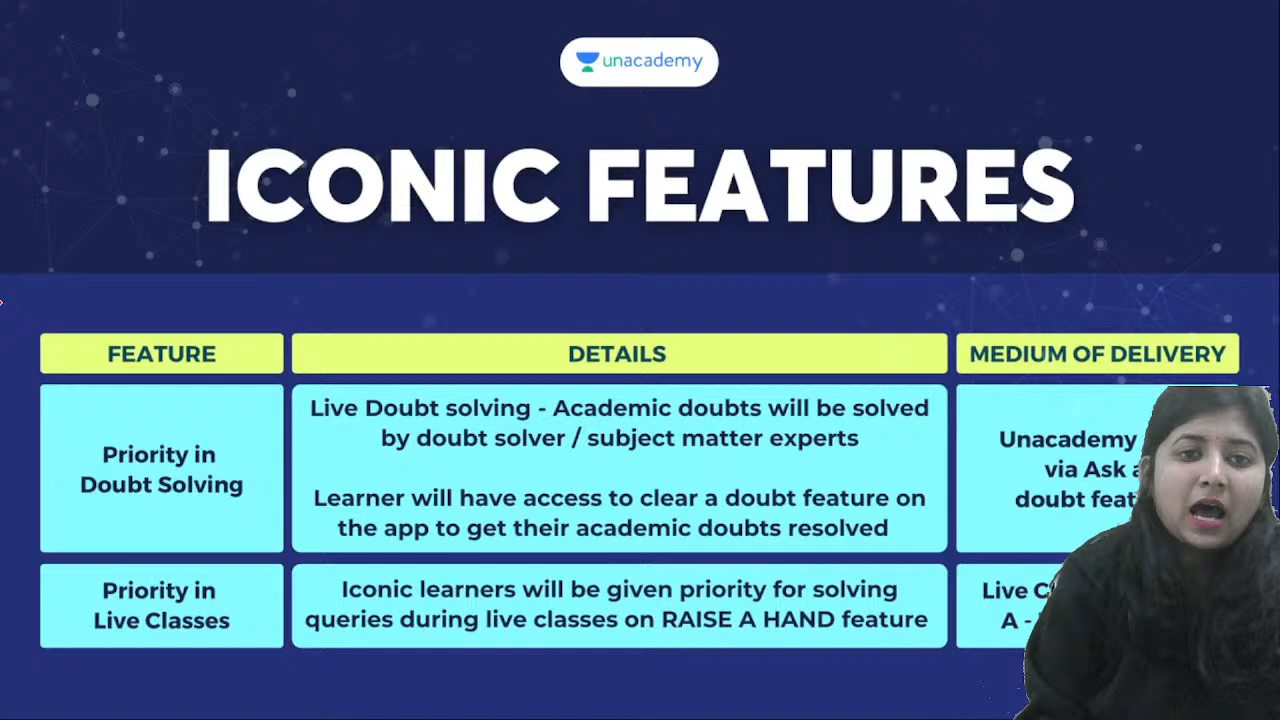 unacademy
ICONIC FEATURES
FEATURE
DETAILS
MEDIUM OF DELIVERY
Priority in
Doubt Solving
Live Doubt solving - Academic doubts will be solved
by doubt solver / subject matter experts
Learner will have access to clear a doubt feature on
the app to get their academic doubts resolved
Unacademy
via Ask
doubt
Priority in
Live Classes
Iconic learners will be given priority for solving
queries during live classes on RAISE A HAND feature
Live
A -